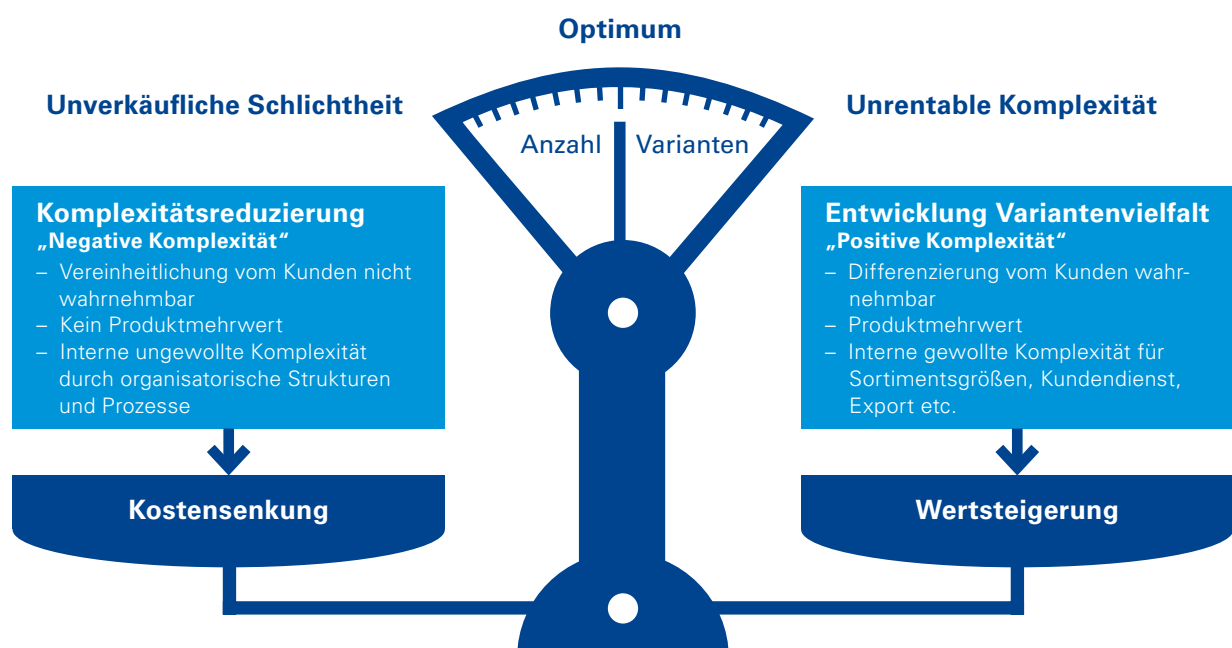 Optimum
Unverkäufliche Schlichtheit
Unrentable Komplexität
Anzahl
Varianten
Komplexitätsreduzierung
„Negative Komplexität“
– Vereinheitlichung vom Kunden nicht
wahrnehmbar
– Kein Produktmehrwert
– Interne ungewollte Komplexität
durch organisatorische Strukturen
und Prozesse
Kostensenkung
Entwicklung Variantenvielfalt
„Positive Komplexität“
– Differenzierung vom Kunden wahr-
nehmbar
– Produktmehrwert
– Interne gewollte Komplexität für
Sortimentsgrößen, Kundendienst,
Export etc.
Wertsteigerung